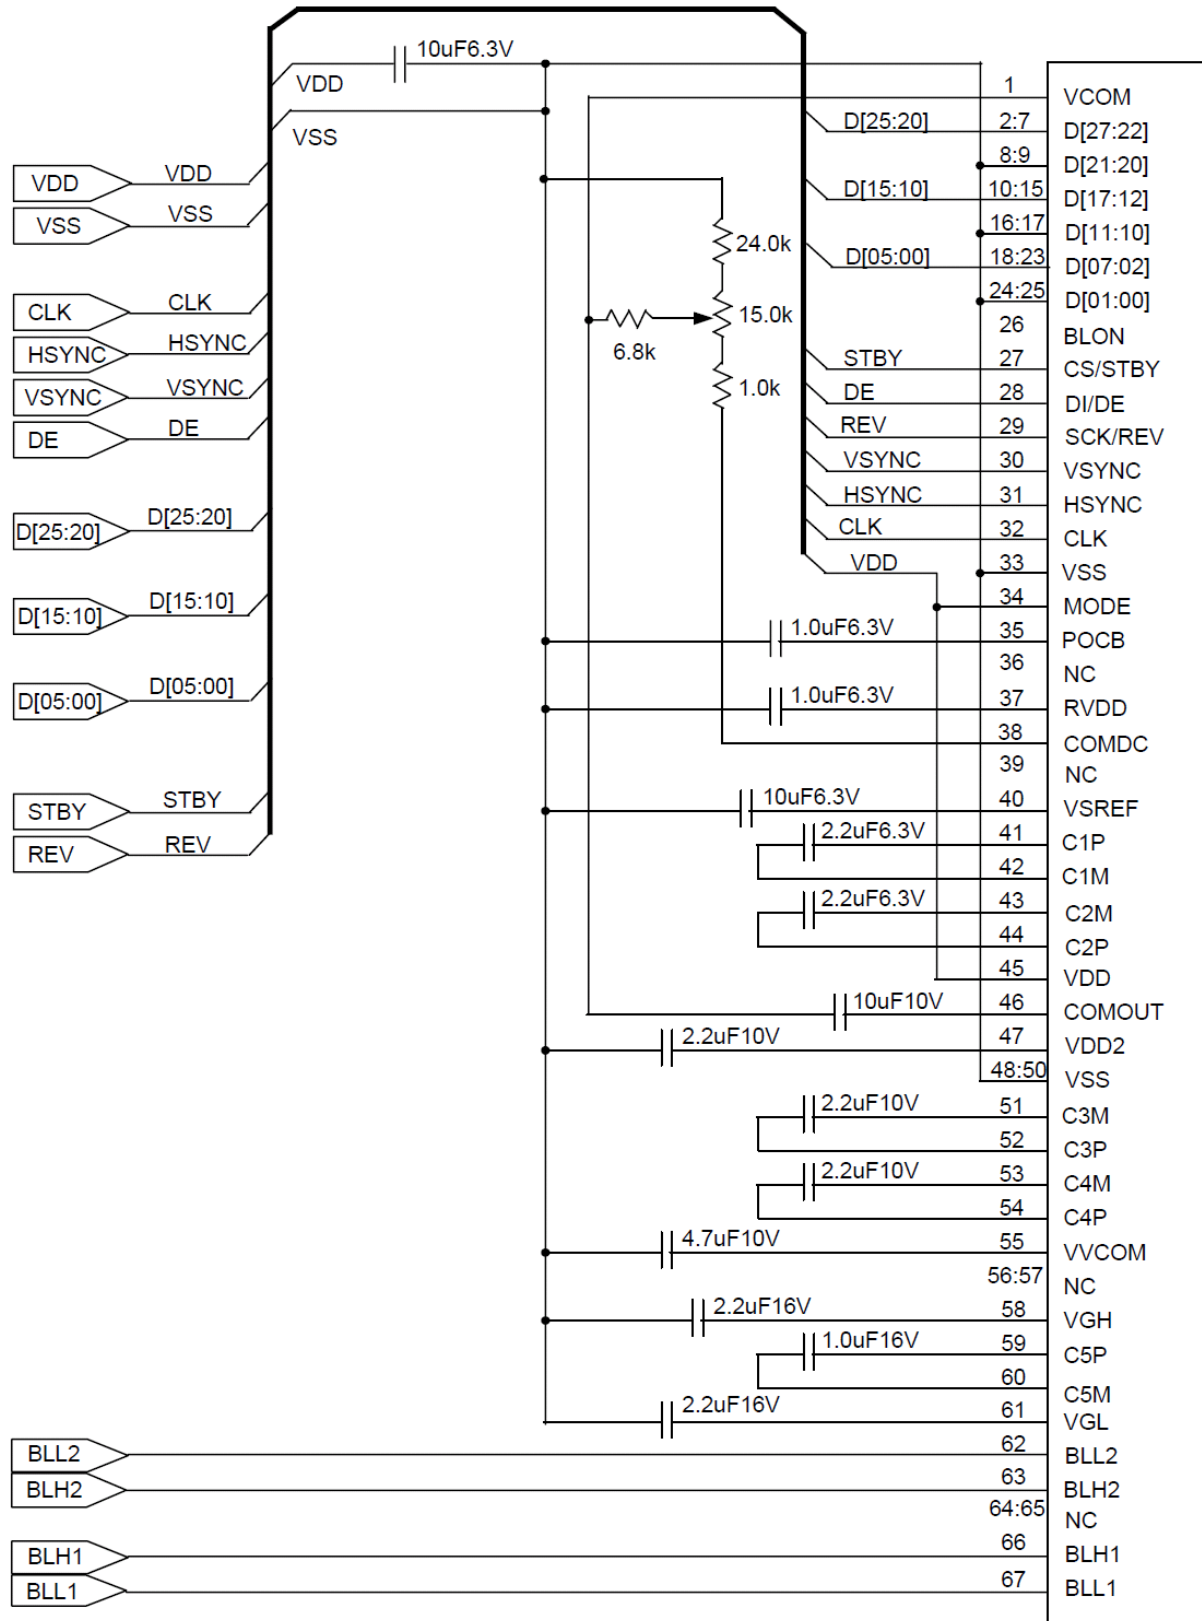 10uF6.3V
VDD
VSS
VDD VDD
VSS VSS
CLK CLK
HSYNC HSYNC
VSYNC VSYNC
DE DE
D[25:20] D[25:20]
D[15:10] D[15:10]
D[05:00] D[05:00]
STBY STBY
REV REV
24.0k
15.0k
6.8k
1.0k
1 VCOM
D[25:20] 2:7 D[27:22]
8:9 D[21:20]
D[15:10] 10:15 D[17:12]
16:17 D[11:10]
D[05:00] 18:23 D[07:02]
24:25 D[01:00]
26 BLON
STBY 27 CS/STBY
DE 28 DI/DE
REV 29 SCK/REV
VSYNC 30 VSYNC
HSYNC 31 HSYNC
CLK 32 CLK
VDD 33 VSS
34 MODE
1.0uF6.3V 35 POCB
36 NC
1.0uF6.3V 37 RVDD
38 COMDC
39 NC
10uF6.3V 40 VSREF
2.2uF6.3V 41 C1P
42 C1M
2.2uF6.3V 43 C2M
44 C2P
45 VDD
10uF10V 46 COMOUT
2.2uF10V 47 VDD2
48:50 VSS
2.2uF10V 51 C3M
52 C3P
2.2uF10V 53 C4M
54 C4P
4.7uF10V 55 VVCOM
56:57 NC
2.2uF16V 58 VGH
1.0uF16V 59 C5P
60 C5M
2.2uF16V 61 VGL
BLL2 62 BLL2
BLH2 63 BLH2
64:65 NC
BLH1 66 BLH1
BLL1 67 BLL1